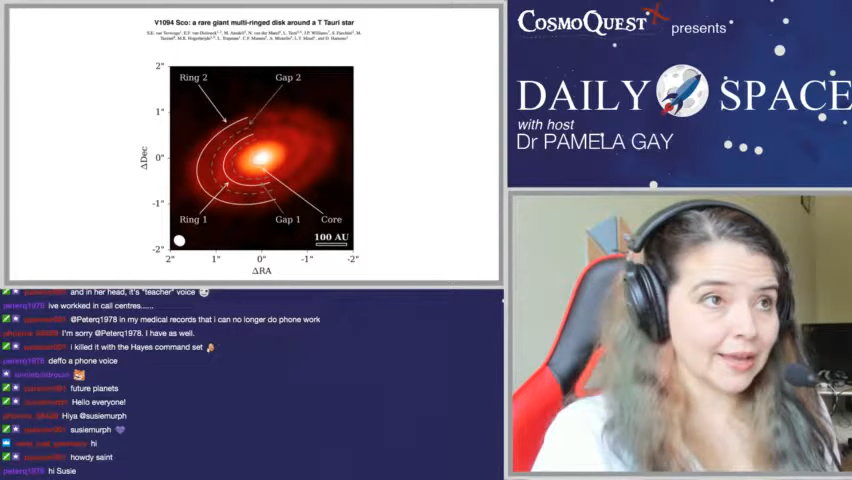 V1094 Sco: a rare giant multi-ringed disk around a T Tauri star
2"
Ring 2
Gap 2
1"
0"
ΔDec
-1"
Ring 1
Gap 1
Core
100 AU
-2"
2"
1"
0"
-1"
-2"
ΔRA
CosmoQuestX presents
DAILY SPACE
with host
Dr PAMELA GAY
and in her head, it's "teacher" voice
peterq1978 ive workked in call centres......
@Peterq1978 in my medical records that i can no longer do phone work
I'm sorry @Peterq1978. I have as well.
i killed it with the Hayes command set
peterq1978 deffo a phone voice
future planets
Hello everyone!
Hiya @susiemurph
susiemurph
hi
howdy saint
peterq1978 hi Susie